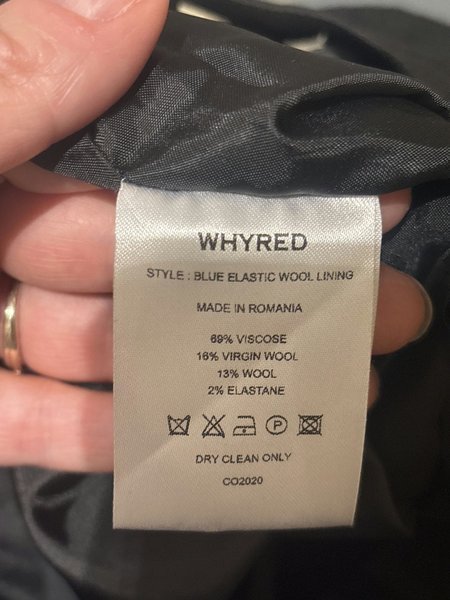 WHYRED
STYLE : BLUE ELASTIC WOOL LINING
MADE IN ROMANIA
69% VISCOSE
16% VIRGIN WOOL
13% WOOL
2% ELASTANE
P
DRY CLEAN ONLY
CO2020